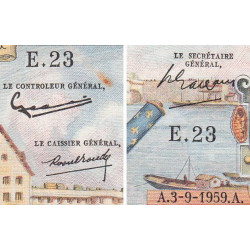 E.23
LE CONTROLEUR GÉNÉRAL,
LE CAISSIER GÉNÉRAL,
LE SECRÉTAIRE
GÉNÉRAL,
E.23
A.3-9-1959.A.